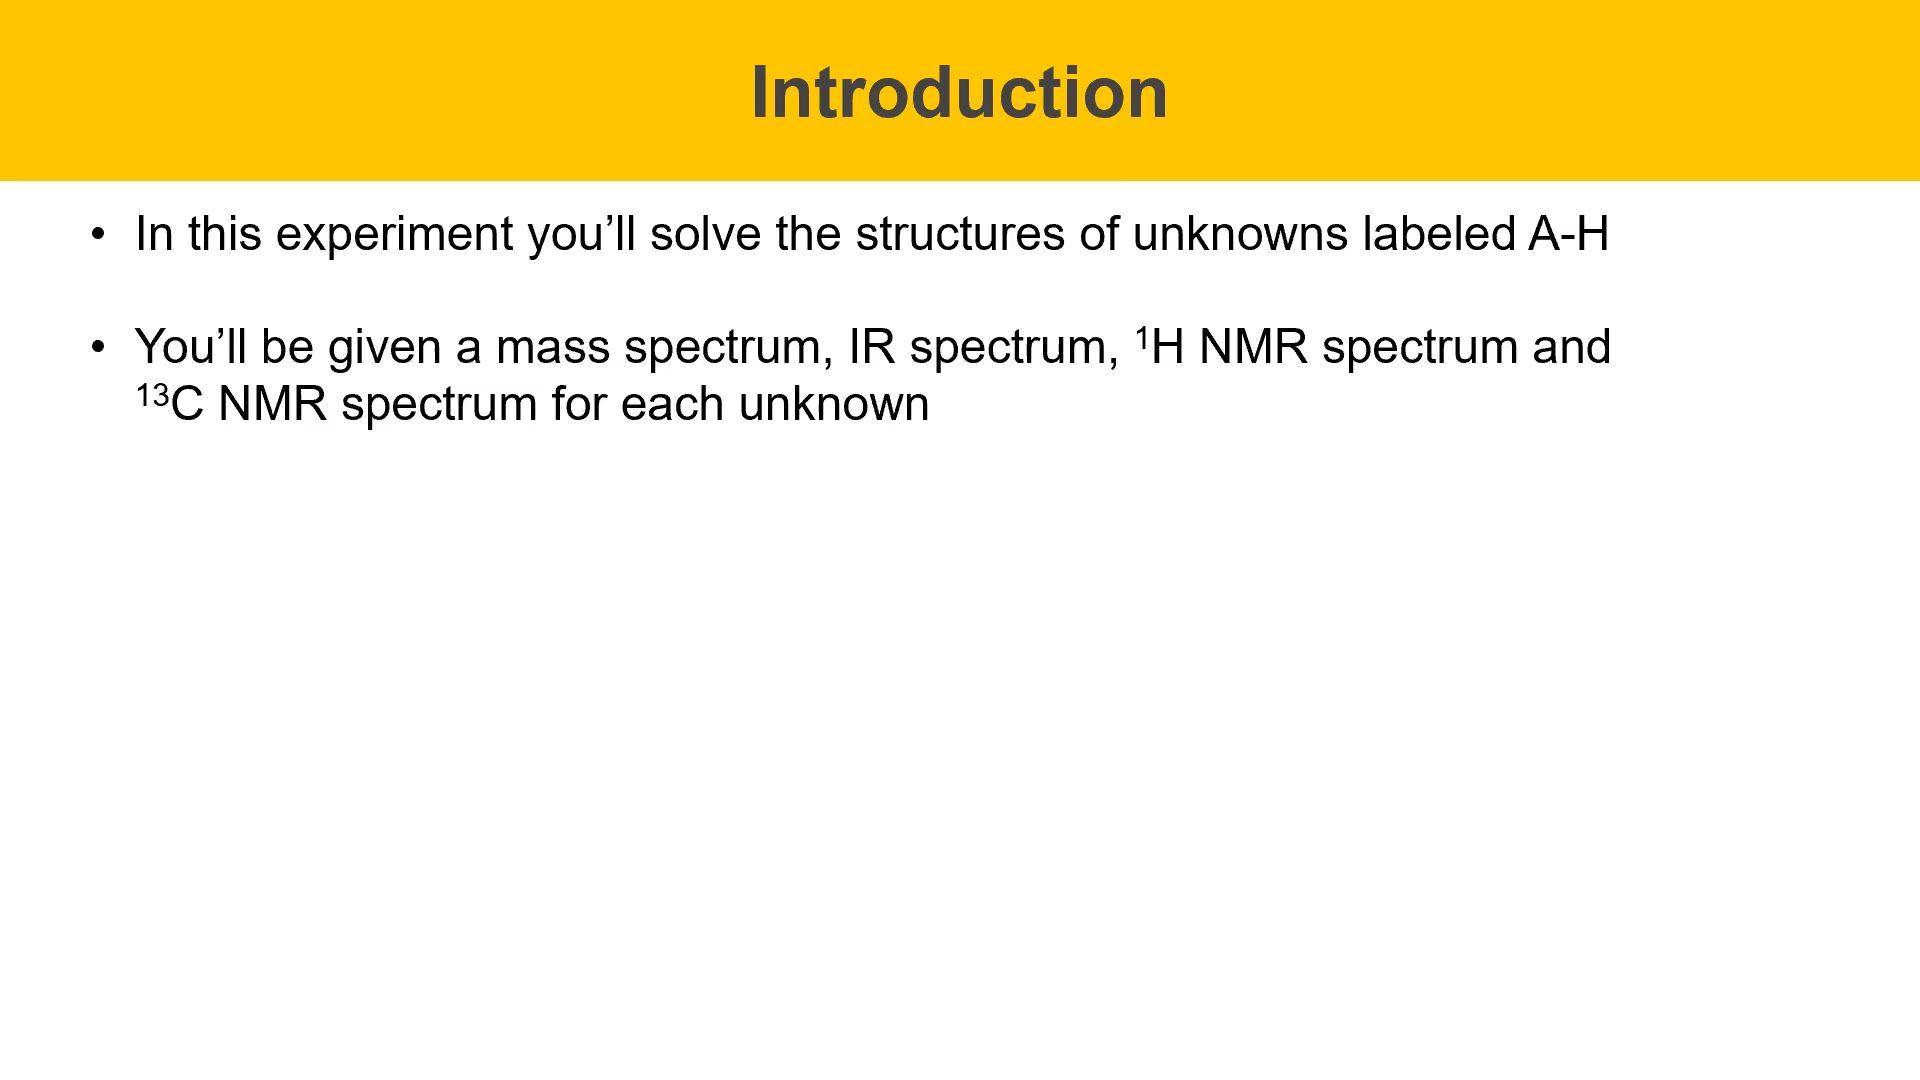 Introduction
• In this experiment you’ll solve the structures of unknowns labeled A-H
• You’ll be given a mass spectrum, IR spectrum, ¹H NMR spectrum and
¹³C NMR spectrum for each unknown